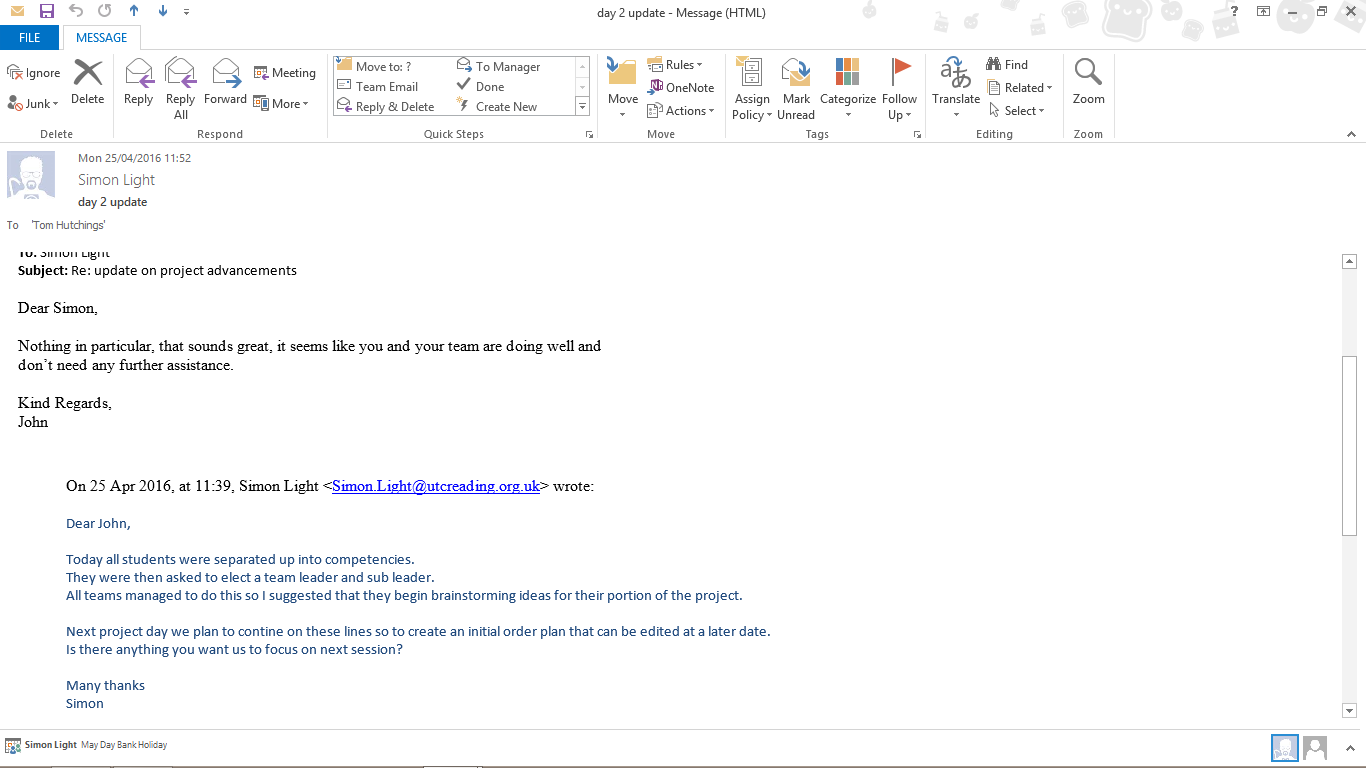 day 2 update - Message (HTML)
?
FILE
MESSAGE
Ignore
Junk
Delete
Delete
Reply
Reply All
Forward
Meeting
More
Respond
Move to: ?
Team Email
Reply & Delete
To Manager
Done
Create New
Quick Steps
Move
Rules
OneNote
Actions
Move
Assign Policy
Mark Unread
Categorize
Follow Up
Tags
Translate
Find
Related
Select
Editing
Zoom
Zoom
Mon 25/04/2016 11:52
Simon Light
day 2 update
To 'Tom Hutchings'
To: Simon Light
Subject: Re: update on project advancements
Dear Simon,
Nothing in particular, that sounds great, it seems like you and your team are doing well and
don't need any further assistance.
Kind Regards,
John
On 25 Apr 2016, at 11:39, Simon Light <Simon.Light@utcreading.org.uk> wrote:
Dear John,
Today all students were separated up into competencies.
They were then asked to elect a team leader and sub leader.
All teams managed to do this so I suggested that they begin brainstorming ideas for their portion of the project.
Next project day we plan to contine on these lines so to create an initial order plan that can be edited at a later date.
Is there anything you want us to focus on next session?
Many thanks
Simon
Simon Light May Day Bank Holiday